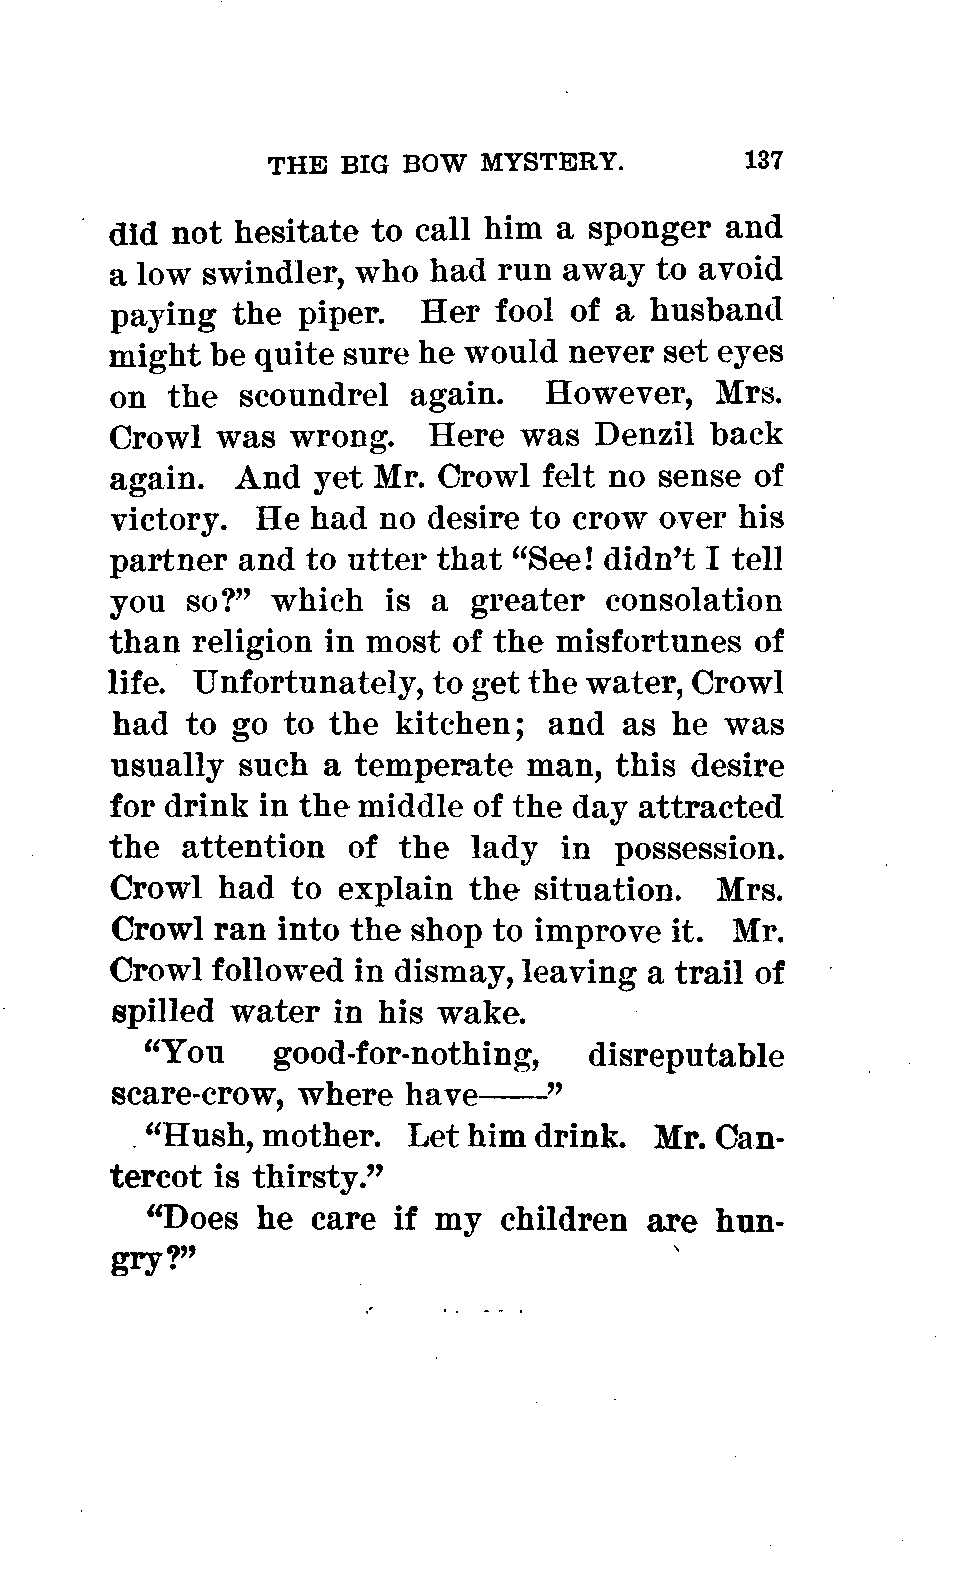 THE BIG BOW MYSTERY. 137
did not hesitate to call him a sponger and
a low swindler, who had run away to avoid
paying the piper. Her fool of a husband
might be quite sure he would never set eyes
on the scoundrel again. However, Mrs.
Crowl was wrong. Here was Denzil back
again. And yet Mr. Crowl felt no sense of
victory. He had no desire to crow over his
partner and to utter that “See! didn’t I tell
you so?” which is a greater consolation
than religion in most of the misfortunes of
life. Unfortunately, to get the water, Crowl
had to go to the kitchen; and as he was
usually such a temperate man, this desire
for drink in the middle of the day attracted
the attention of the lady in possession.
Crowl had to explain the situation. Mrs.
Crowl ran into the shop to improve it. Mr.
Crowl followed in dismay, leaving a trail of
spilled water in his wake.
“You good-for-nothing, disreputable
scare-crow, where have——”
“Hush, mother. Let him drink. Mr. Can-
tercot is thirsty.”
“Does he care if my children are hun-
gry?”